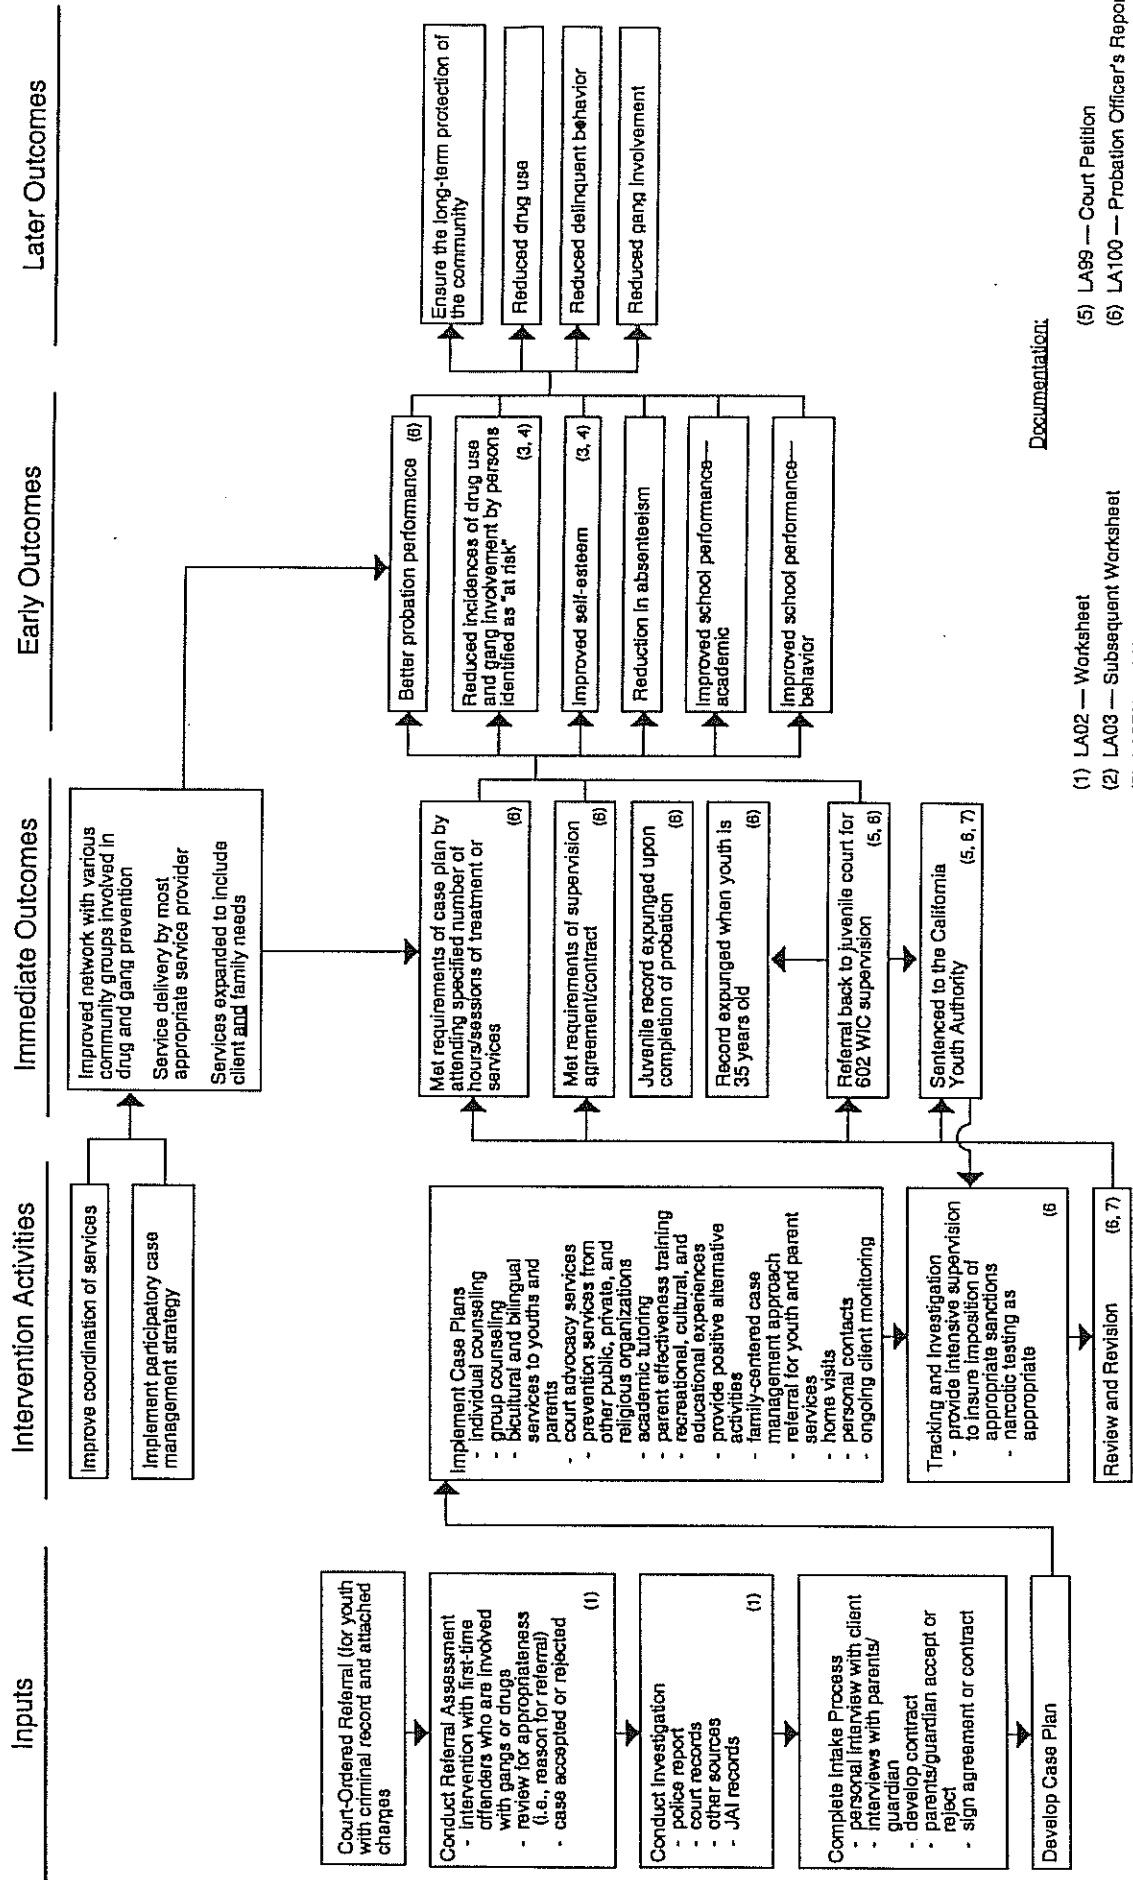 Inputs
Intervention Activities
Immediate Outcomes
Early Outcomes
Later Outcomes
Court-Ordered Referral (for youth
with criminal record and attached
charges
Conduct Referral Assessment
- Intervention with first-time
offenders who are involved
with gangs or drugs
- review for appropriateness
(i.e., reason for referral)
- case accepted or rejected
(1)
Conduct Investigation
- police report
- court records
- other sources
- JAI records
(1)
Complete Intake Process
- personal interview with client
- interviews with parents/
guardian
- develop contract
- parents/guardian accept or
reject
- sign agreement or contract
Develop Case Plan
Improve coordination of services
Implement participatory case
management strategy
Implement Case Plans
- individual counseling
- group counseling
- bicultural and bilingual
services to youths and
parents
- court advocacy services
- prevention services from
other public, private, and
religious organizations
- academic tutoring
- parent effectiveness training
- recreational, cultural, and
educational experiences
- provide positive alternative
activities
- family-centered case
management approach
- referral for youth and parent
services
- home visits
- personal contacts
- ongoing client monitoring
Tracking and Investigation
- provide intensive supervision
to insure imposition of
appropriate sanctions
- narcotic testing as
appropriate
(6
Review and Revision (6, 7)
Improved network with various
community groups involved in
drug and gang prevention
Service delivery by most
appropriate service provider
Services expanded to include
client and family needs
Met requirements of case plan by
attending specified number of
hours/sessions of treatment or
services (6)
Met requirements of supervision
agreement/contract (6)
Juvenile record expunged upon
completion of probation (6)
Record expunged when youth is
35 years old (6)
Referral back to juvenile court for
602 WIC supervision (5, 6)
Sentenced to the California
Youth Authority (5, 6, 7)
Better probation performance (6)
Reduced incidences of drug use
and gang involvement by persons
identified as "at risk" (3, 4)
Improved self-esteem (3, 4)
Reduction in absenteeism
Improved school performance—
academic
Improved school performance—
behavior
Ensure the long-term protection of
the community
Reduced drug use
Reduced delinquent behavior
Reduced gang Involvement
Documentation:
(1) LA02 — Worksheet
(2) LA03 — Subsequent Worksheet
(5) LA99 — Court Petition
(6) LA100 — Probation Officer's